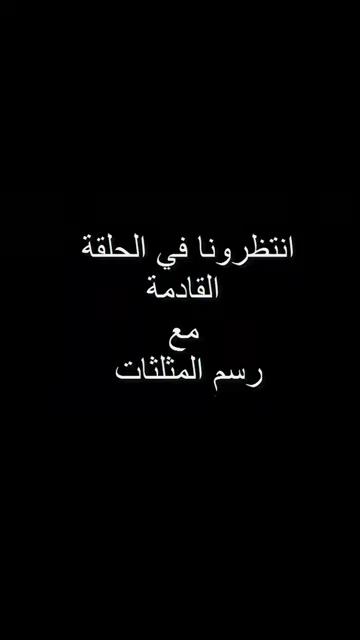 انتظرونا في الحلقة
القادمة
مع
رسم المثلثات